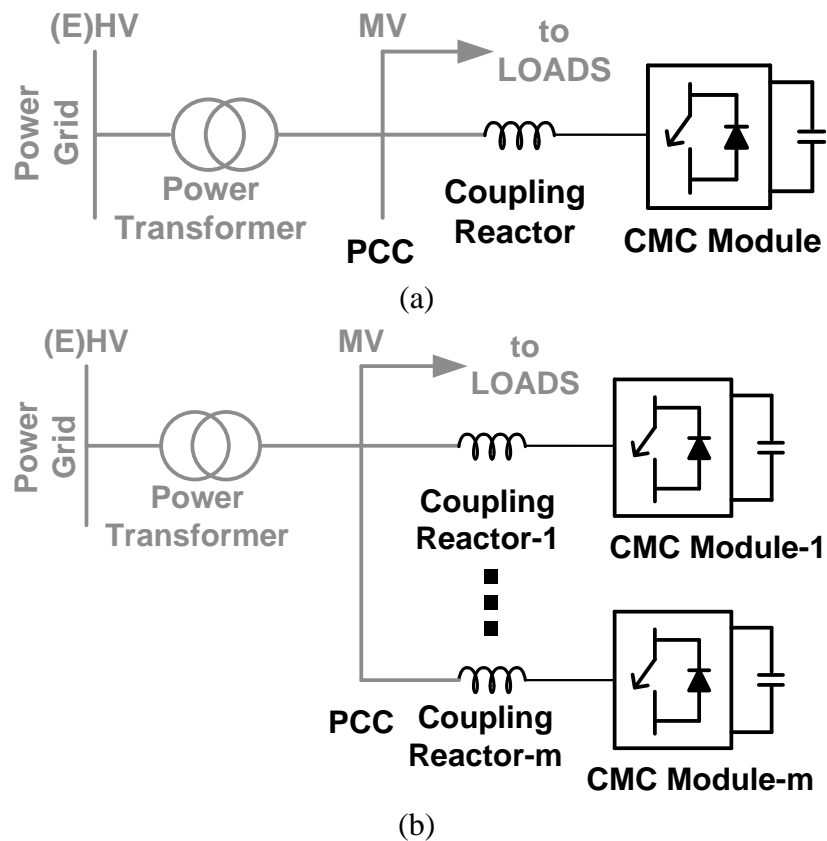 (E)HV
MV
to
LOADS
Power
Grid
Power
Transformer
Coupling
Reactor
PCC
CMC Module
(a)
(E)HV
MV
to
LOADS
Power
Grid
Power
Transformer
Coupling
Reactor-1
CMC Module-1
PCC
Coupling
Reactor-m
CMC Module-m
(b)